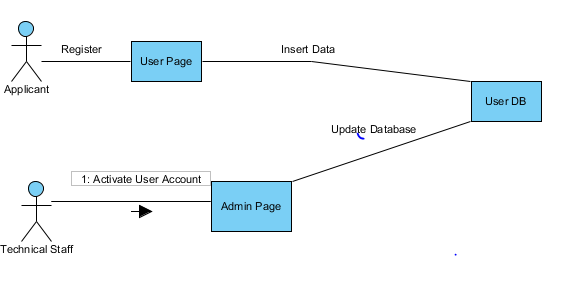 Register
User Page
Insert Data
Applicant
User DB
Update Database
1: Activate User Account
Admin Page
Technical Staff